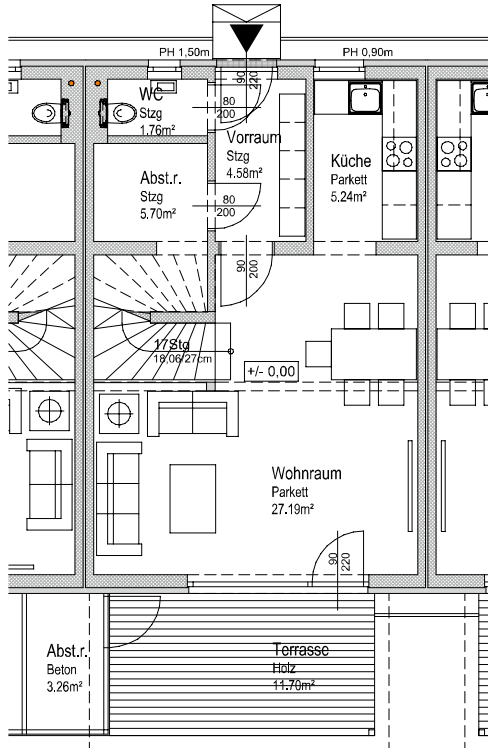 PH 1,50m
PH 0,90m
90
220
WC
Stzg
1.76m²
80
200
Vorraum
Stzg
4.58m²
Küche
Parkett
5.24m²
Abst.r.
Stzg
5.70m²
80
200
90
200
17Stg
18,06/27cm
+/- 0,00
Wohnraum
Parkett
27.19m²
90
220
Abst.r.
Beton
3.26m²
Terrasse
Holz
11.70m²